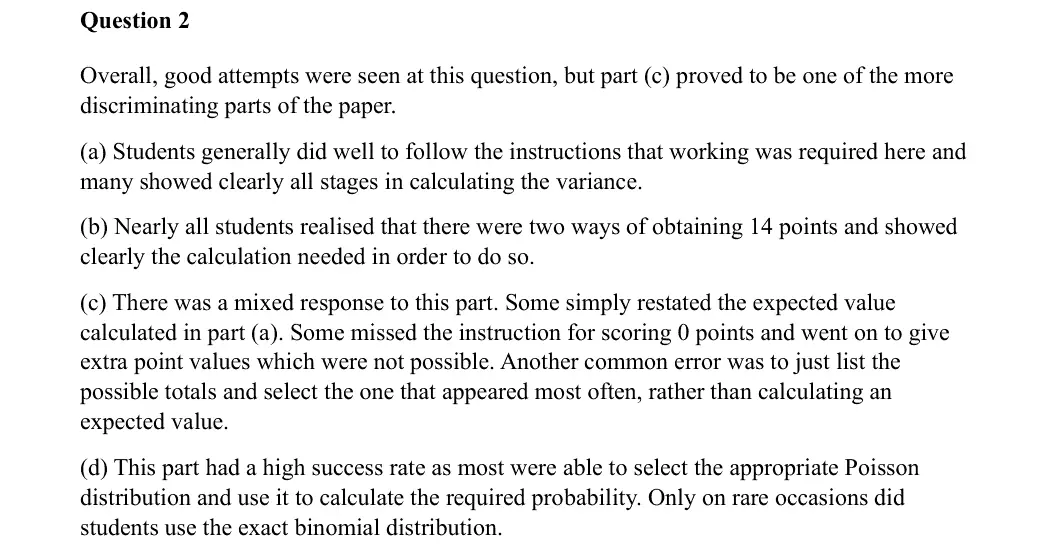 Question 2
Overall, good attempts were seen at this question, but part (c) proved to be one of the more
discriminating parts of the paper.
(a) Students generally did well to follow the instructions that working was required here and
many showed clearly all stages in calculating the variance.
(b) Nearly all students realised that there were two ways of obtaining 14 points and showed
clearly the calculation needed in order to do so.
(c) There was a mixed response to this part. Some simply restated the expected value
calculated in part (a). Some missed the instruction for scoring 0 points and went on to give
extra point values which were not possible. Another common error was to just list the
possible totals and select the one that appeared most often, rather than calculating an
expected value.
(d) This part had a high success rate as most were able to select the appropriate Poisson
distribution and use it to calculate the required probability. Only on rare occasions did
students use the exact binomial distribution.